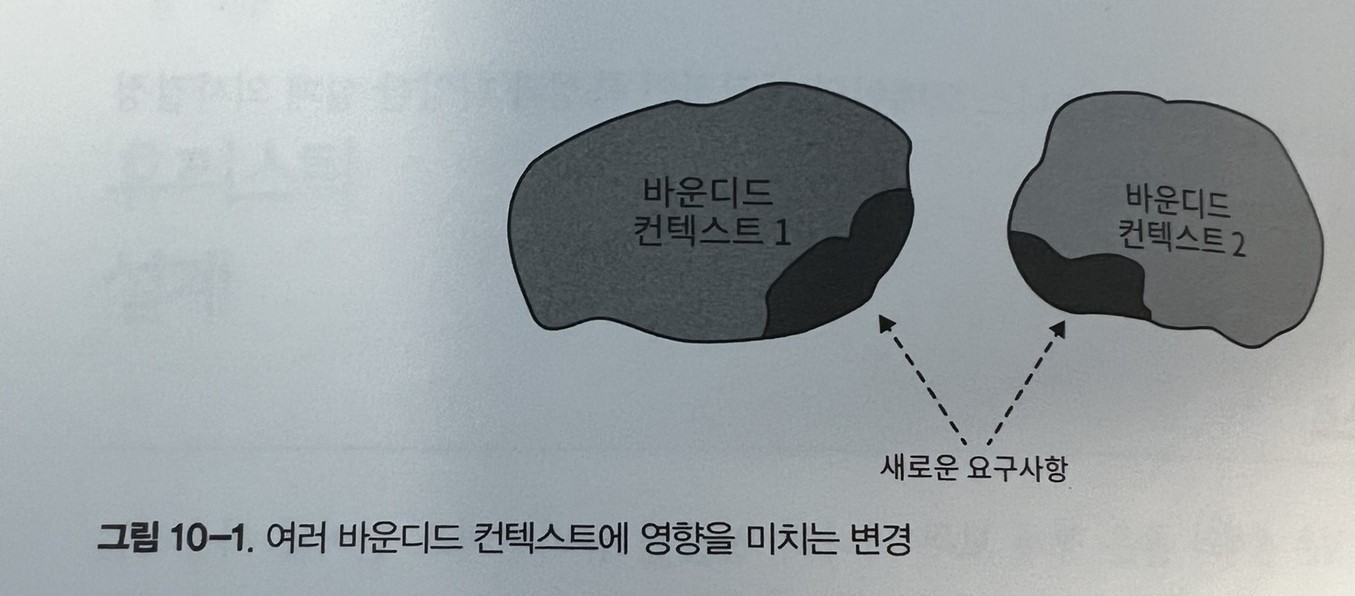 바운디드
컨텍스트 1
바운디드
컨텍스트 2
새로운 요구사항
그림 10-1. 여러 바운디드 컨텍스트에 영향을 미치는 변경